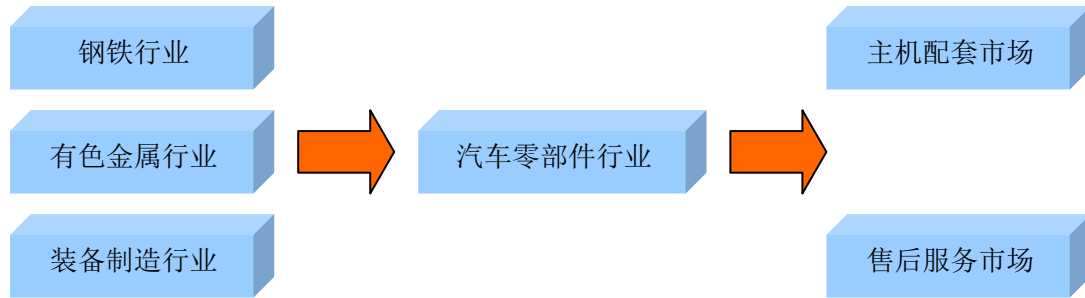 钢铁行业
有色金属行业
装备制造行业
汽车零部件行业
主机配套市场
售后服务市场